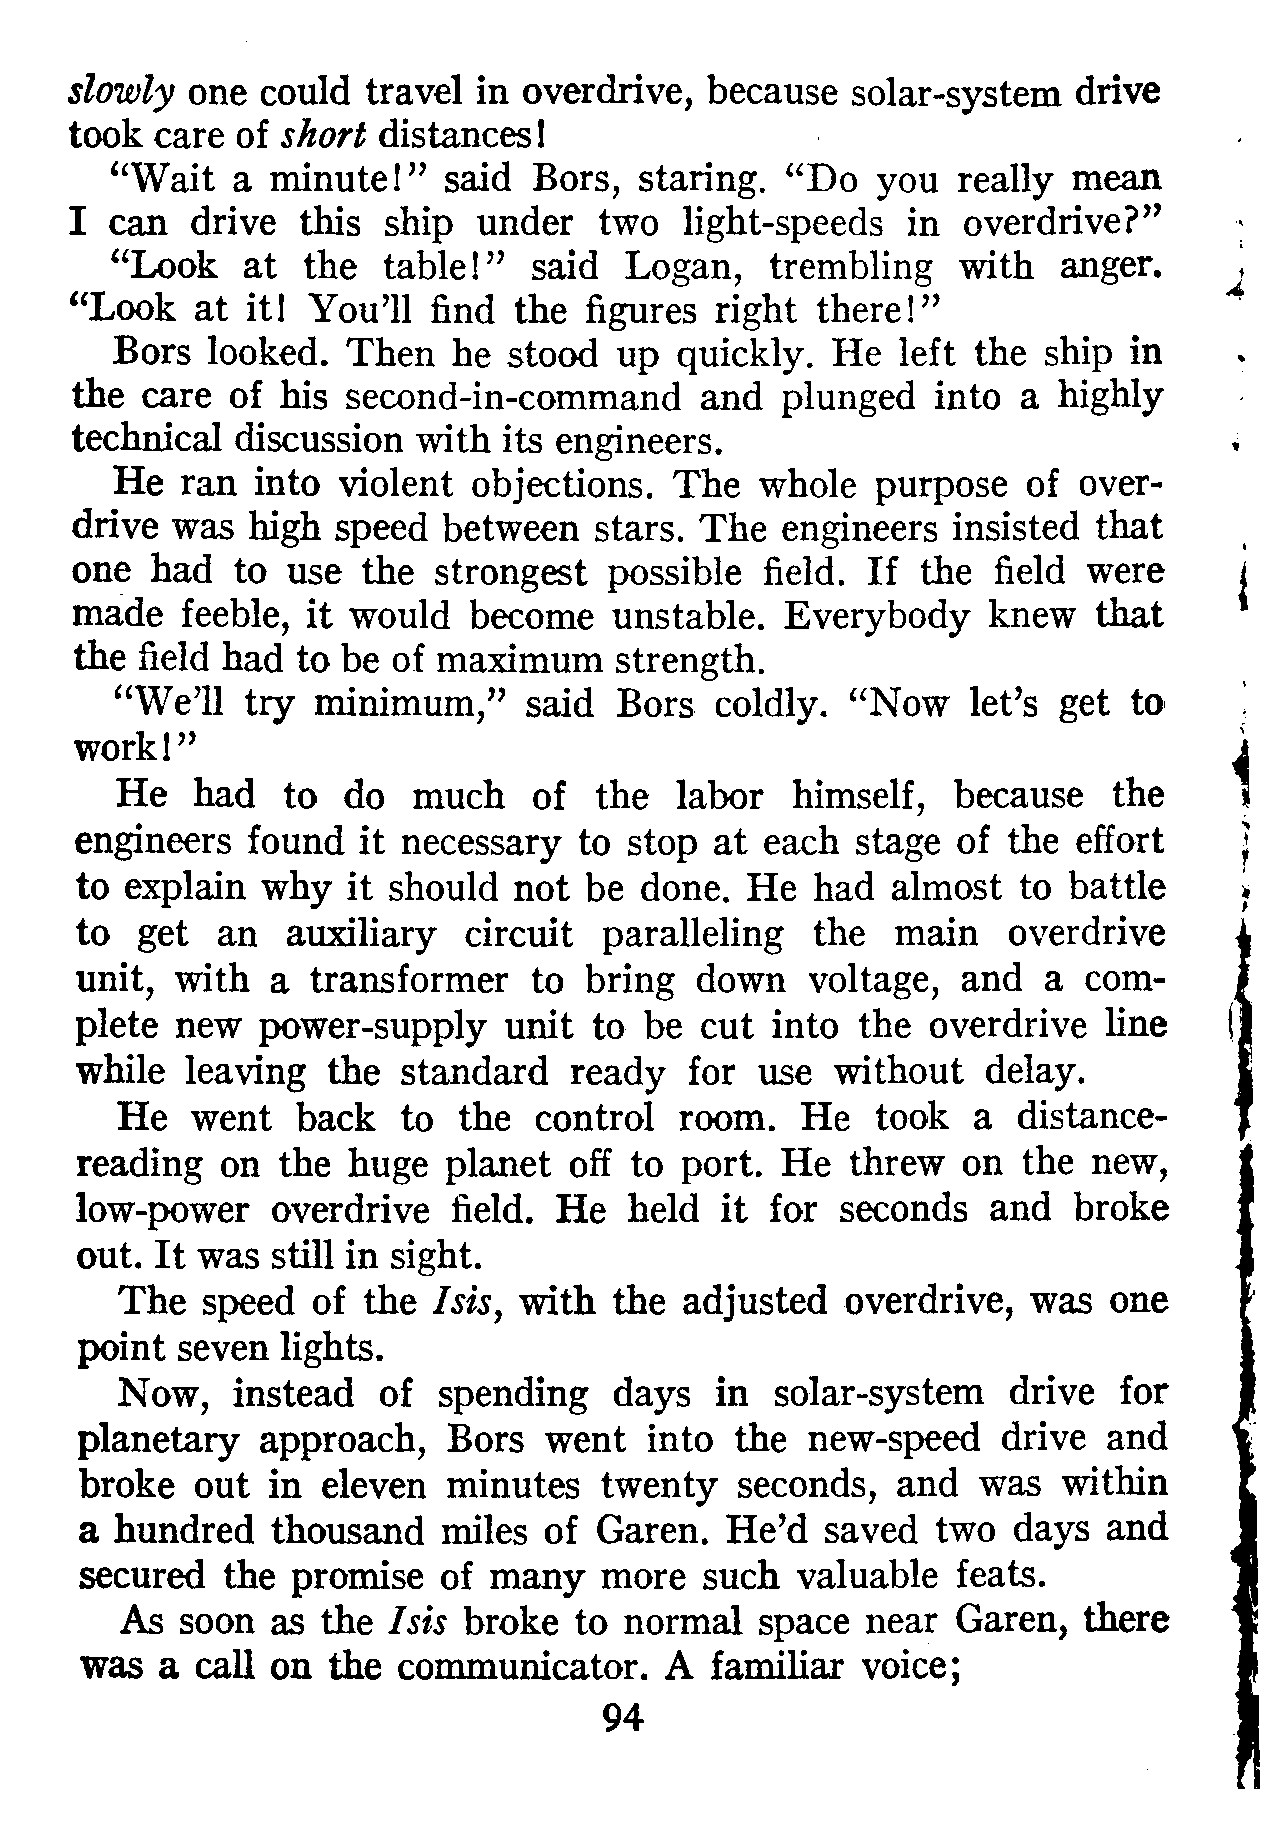 slowly one could travel in overdrive, because solar-system drive
took care of short distances!
“Wait a minute!” said Bors, staring. “Do you really mean
I can drive this ship under two light-speeds in overdrive?”
“Look at the table!” said Logan, trembling with anger.
“Look at it! You’ll find the figures right there!”
Bors looked. Then he stood up quickly. He left the ship in
the care of his second-in-command and plunged into a highly
technical discussion with its engineers.
He ran into violent objections. The whole purpose of over-
drive was high speed between stars. The engineers insisted that
one had to use the strongest possible field. If the field were
made feeble, it would become unstable. Everybody knew that
the field had to be of maximum strength.
“We’ll try minimum,” said Bors coldly. “Now let’s get to
work!”
He had to do much of the labor himself, because the
engineers found it necessary to stop at each stage of the effort
to explain why it should not be done. He had almost to battle
to get an auxiliary circuit paralleling the main overdrive
unit, with a transformer to bring down voltage, and a com-
plete new power-supply unit to be cut into the overdrive line
while leaving the standard ready for use without delay.
He went back to the control room. He took a distance-
reading on the huge planet off to port. He threw on the new,
low-power overdrive field. He held it for seconds and broke
out. It was still in sight.
The speed of the Isis, with the adjusted overdrive, was one
point seven lights.
Now, instead of spending days in solar-system drive for
planetary approach, Bors went into the new-speed drive and
broke out in eleven minutes twenty seconds, and was within
a hundred thousand miles of Garen. He’d saved two days and
secured the promise of many more such valuable feats.
As soon as the Isis broke to normal space near Garen, there
was a call on the communicator. A familiar voice;
94